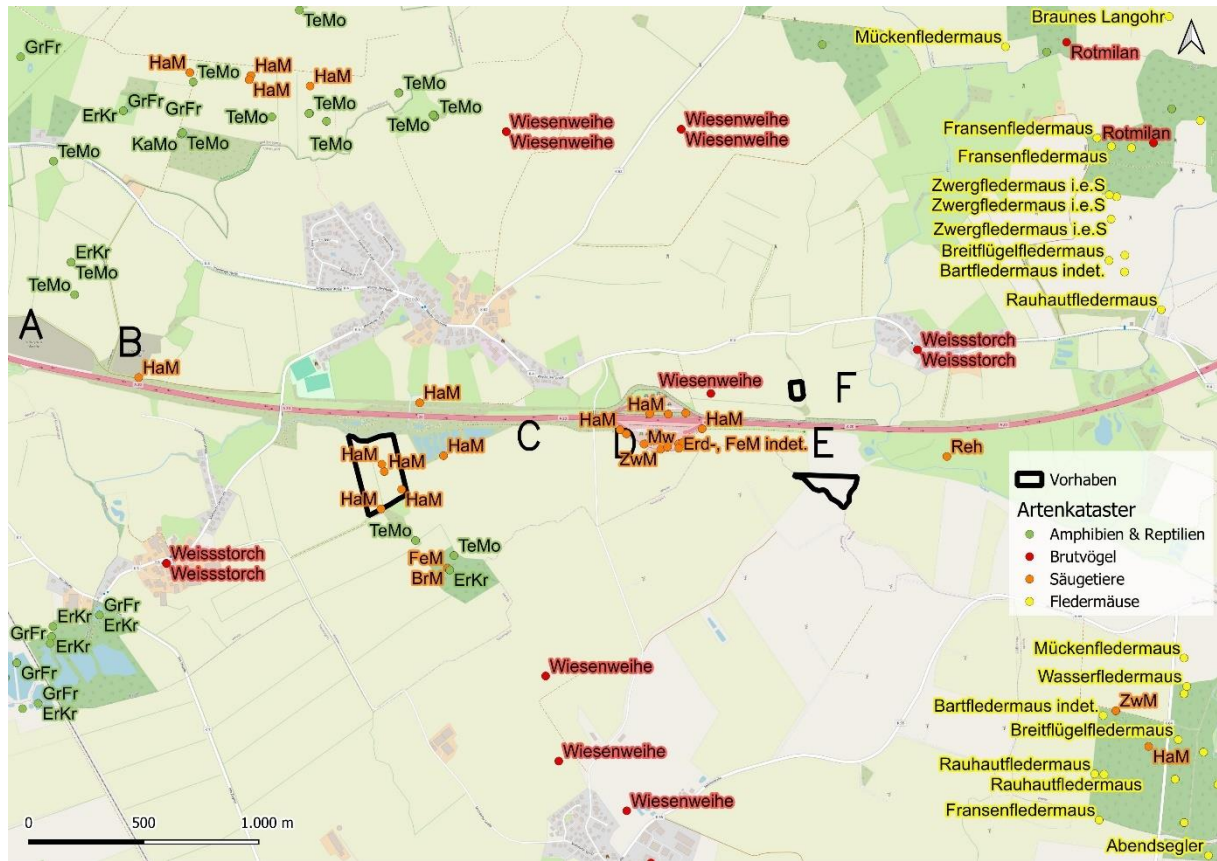 TeMo
GrFr
HaM
TeMo
HaM
HaM
HaM
GrFr
GrFr
ErKr
TeMo
KaMo
TeMo
TeMo
TeMo
TeMo
TeMo
TeMo
Wiesenweihe
Wiesenweihe
Wiesenweihe
Wiesenweihe
Braunes Langohr
Mückenfledermaus
Rotmilan
Fransenfledermaus
Rotmilan
Fransenfledermaus
Zwergfledermaus i.e.S
Zwergfledermaus i.e.S
Zwergfledermaus i.e.S
Breitflügelfledermaus
Bartfledermaus indet.
Rauhautfledermaus
ErKr
TeMo
TeMo
A
B
HaM
Weissstorch
Weissstorch
HaM
Wiesenweihe
F
HaM
HaM
HaM
C
D
Mw
Erd-, FeM indet.
ZwM
E
Reh
HaM
HaM
HaM
HaM
HaM
TeMo
TeMo
FeM
BrM
ErKr
Weissstorch
Weissstorch
GrFr
ErKr
ErKr
GrFr
ErKr
GrFr
GrFr
ErKr
Wiesenweihe
Wiesenweihe
Wiesenweihe
Vorhaben
Artenkataster
Amphibien & Reptilien
Brutvögel
Säugetiere
Fledermäuse
Mückenfledermaus
Wasserfledermaus
ZwM
Bartfledermaus indet.
Breitflügelfledermaus
HaM
Rauhautfledermaus
Rauhautfledermaus
Fransenfledermaus
Abendsegler
0 500 1.000 m